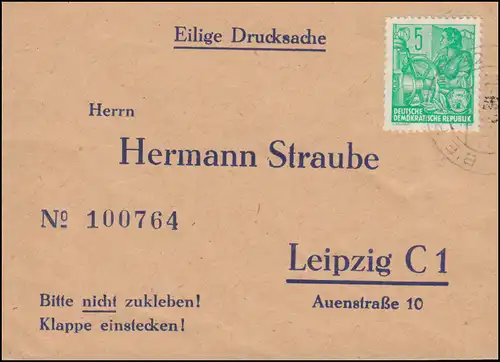 Eilige Drucksache
5
DEUTSCHE
DEMOKRATISCHE REPUBLIK
Herrn
Hermann Straube
No 100764
Leipzig C 1
Bitte nicht zukleben!
Auenstraße 10
Klappe einstecken!